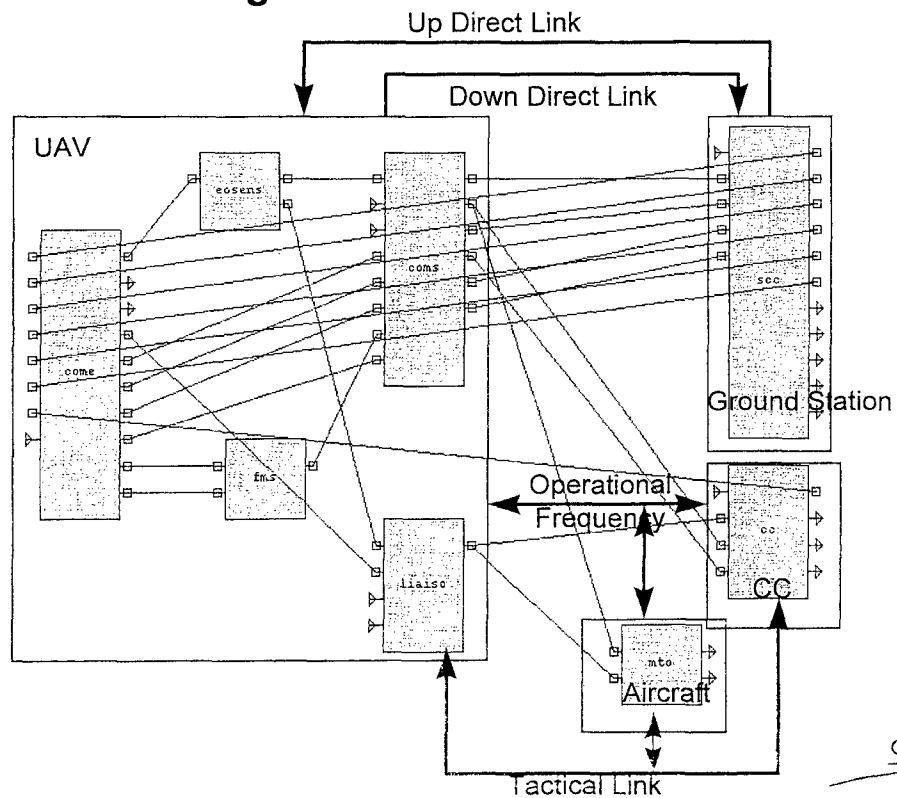 Up Direct Link
Down Direct Link
UAV
eosens
coms
scc
come
Ground Station
fms
Operational
Frequency
cc
CC
liaiso
mto
Aircraft
Tactical Link